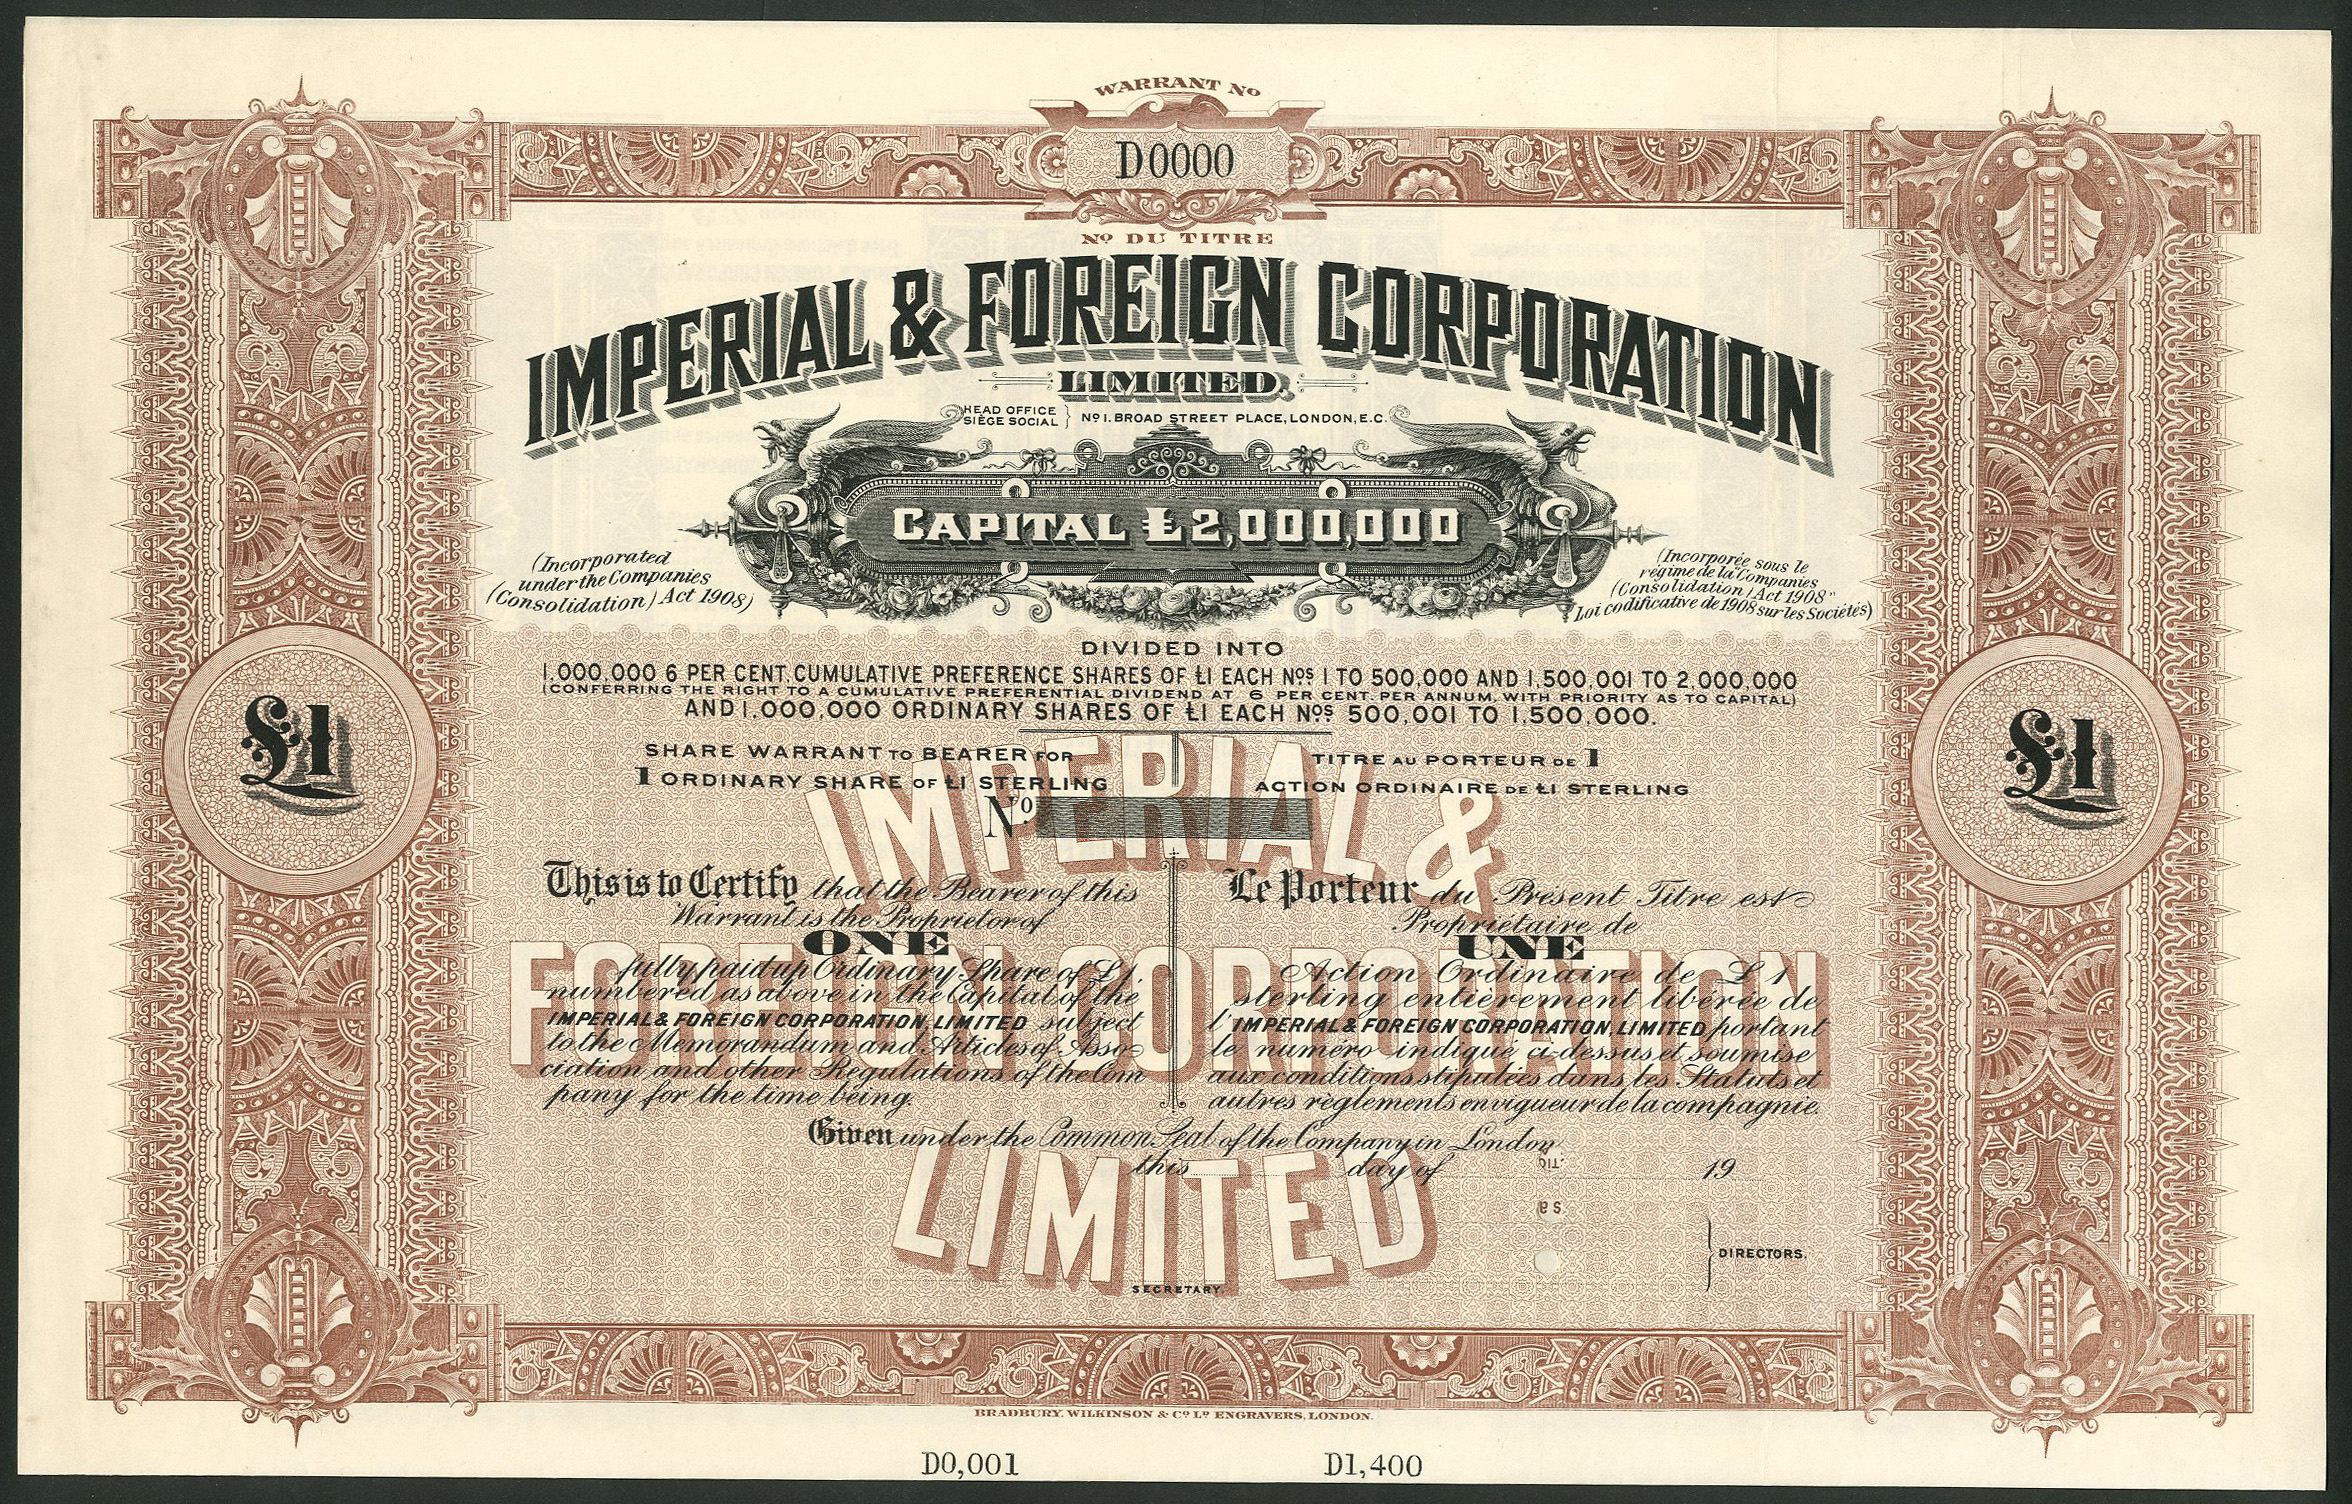 WARRANT No
D0000
No DU TITRE
IMPERIAL & FOREIGN CORPORATION
LIMITED.
HEAD OFFICE
SIÈGE SOCIAL } No 1. BROAD STREET PLACE, LONDON, E.C.
CAPITAL £2,000,000
(Incorporated
under the Companies
(Consolidation) Act 1908)
(Incorporée sous le
régime de la "Companies
(Consolidation) Act 1908"
Loi codificative de 1908 sur les Sociétés)
DIVIDED INTO
1,000,000 6 PER CENT. CUMULATIVE PREFERENCE SHARES OF £1 EACH Nos 1 TO 500,000 AND 1,500,001 TO 2,000,000
(CONFERRING THE RIGHT TO A CUMULATIVE PREFERENTIAL DIVIDEND AT 6 PER CENT. PER ANNUM, WITH PRIORITY AS TO CAPITAL)
AND 1,000,000 ORDINARY SHARES OF £1 EACH Nos 500,001 TO 1,500,000.
£1
£1
SHARE WARRANT TO BEARER FOR
1 ORDINARY SHARE OF £1 STERLING
TITRE AU PORTEUR DE 1
ACTION ORDINAIRE DE £1 STERLING
No.
IMPERIAL &
FOREIGN CORPORATION
LIMITED
This is to Certify that the Bearer of this
Warrant is the Proprietor of
ONE
fully paid up Ordinary Share of £1.
numbered as above in the Capital of the
IMPERIAL & FOREIGN CORPORATION, LIMITED subject
to the Memorandum and Articles of Asso-
ciation and other Regulations of the Com
pany for the time being.
Le Porteur du Présent Titre est
Propriétaire de
UNE
Action Ordinaire de £1
sterling entièrement libérée de
l'IMPERIAL & FOREIGN CORPORATION, LIMITED portant
le numéro indiqué ci-dessus et soumise
aux conditions stipulées dans les Statuts et
autres règlements en vigueur de la compagnie.
Given under the Common Seal of the Company in London
this day of 19
DIRECTORS.
SECRETARY.
BRADBURY, WILKINSON & Co Ld ENGRAVERS, LONDON.
D0,001 D1,400